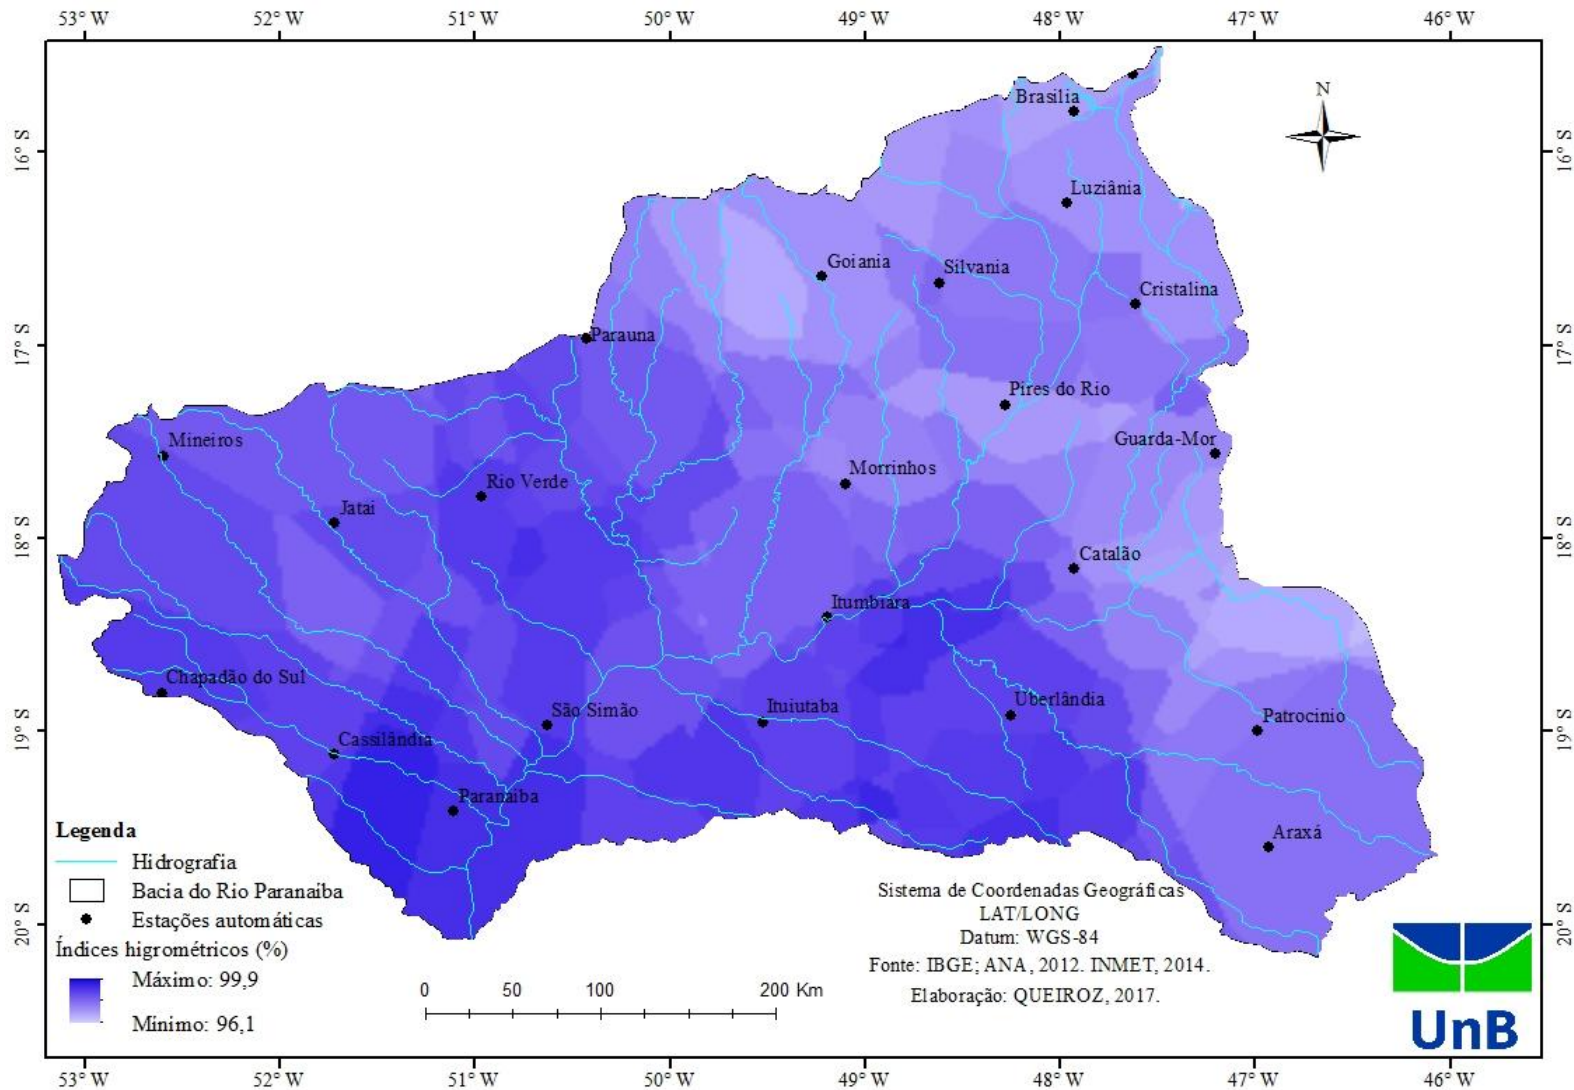 53° W 52° W 51° W 50° W 49° W 48° W 47° W 46° W
Brasilia
N
16° S 16° S
Luziânia
Goiania
Silvania
Cristalina
Parauna
17° S 17° S
Pires do Rio
Mineiros
Guarda-Mor
Rio Verde
Morrinhos
Jatai
18° S 18° S
Catalão
Itumbiara
Chapadão do Sul
Uberlândia
São Simão
Ituiutaba
Patrocinio
19° S 19° S
Cassilândia
Paranaiba
Araxá
Legenda
Hidrografia
Bacia do Rio Paranaiba
Estações automáticas
20° S 20° S
Índices higrométricos (%)
Máximo: 99,9
Minimo: 96,1
0 50 100 200 Km
Sistema de Coordenadas Geográficas
LAT/LONG
Datum: WGS-84
Fonte: IBGE; ANA, 2012. INMET, 2014.
Elaboração: QUEIROZ, 2017.
UnB
53° W 52° W 51° W 50° W 49° W 48° W 47° W 46° W